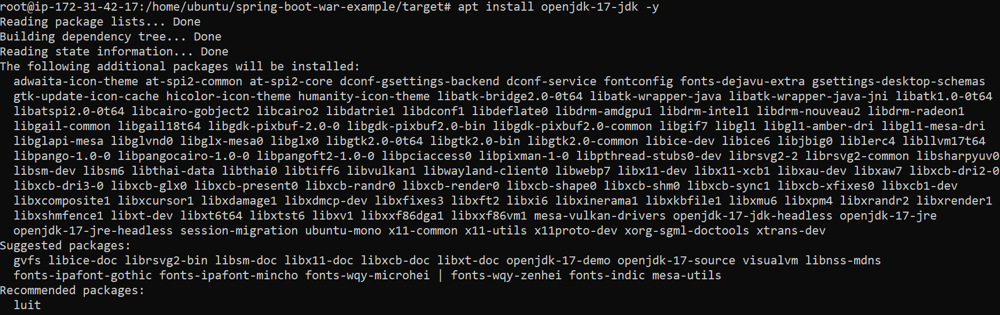 root@ip-172-31-42-17:/home/ubuntu/spring-boot-war-example/target# apt install openjdk-17-jdk -y
Reading package lists... Done
Building dependency tree... Done
Reading state information... Done
The following additional packages will be installed:
  adwaita-icon-theme at-spi2-common at-spi2-core dconf-gsettings-backend dconf-service fontconfig fonts-dejavu-extra gsettings-desktop-schemas
  gtk-update-icon-cache hicolor-icon-theme humanity-icon-theme libatk-bridge2.0-0t64 libatk-wrapper-java libatk-wrapper-java-jni libatk1.0-0t64
  libatspi2.0-0t64 libcairo-gobject2 libcairo2 libdatrie1 libdconf1 libdeflate0 libdrm-amdgpu1 libdrm-intel1 libdrm-nouveau2 libdrm-radeon1
  libgail-common libgail18t64 libgdk-pixbuf-2.0-0 libgdk-pixbuf2.0-bin libgdk-pixbuf2.0-common libgif7 libgl1 libgl1-amber-dri libgl1-mesa-dri
  libglapi-mesa libglvnd0 libglx-mesa0 libglx0 libgtk2.0-0t64 libgtk2.0-bin libgtk2.0-common libice-dev libice6 libjbig0 liblerc4 libllvm17t64
  libpango-1.0-0 libpangocairo-1.0-0 libpangoft2-1.0-0 libpciaccess0 libpixman-1-0 libpthread-stubs0-dev librsvg2-2 librsvg2-common libsharpyuv0
  libsm-dev libsm6 libthai-data libthai0 libtiff6 libvulkan1 libwayland-client0 libwebp7 libx11-dev libx11-xcb1 libxau-dev libxaw7 libxcb-dri2-0
  libxcb-dri3-0 libxcb-glx0 libxcb-present0 libxcb-randr0 libxcb-render0 libxcb-shape0 libxcb-shm0 libxcb-sync1 libxcb-xfixes0 libxcb1-dev
  libxcomposite1 libxcursor1 libxdamage1 libxdmcp-dev libxfixes3 libxft2 libxi6 libxinerama1 libxkbfile1 libxmu6 libxpm4 libxrandr2 libxrender1
  libxshmfence1 libxt-dev libxt6t64 libxtst6 libxv1 libxxf86dga1 libxxf86vm1 mesa-vulkan-drivers openjdk-17-jdk-headless openjdk-17-jre
  openjdk-17-jre-headless session-migration ubuntu-mono x11-common x11-utils x11proto-dev xorg-sgml-doctools xtrans-dev
Suggested packages:
  gvfs libice-doc librsvg2-bin libsm-doc libx11-doc libxcb-doc libxt-doc openjdk-17-demo openjdk-17-source visualvm libnss-mdns
  fonts-ipafont-gothic fonts-ipafont-mincho fonts-wqy-microhei | fonts-wqy-zenhei fonts-indic mesa-utils
Recommended packages:
  luit